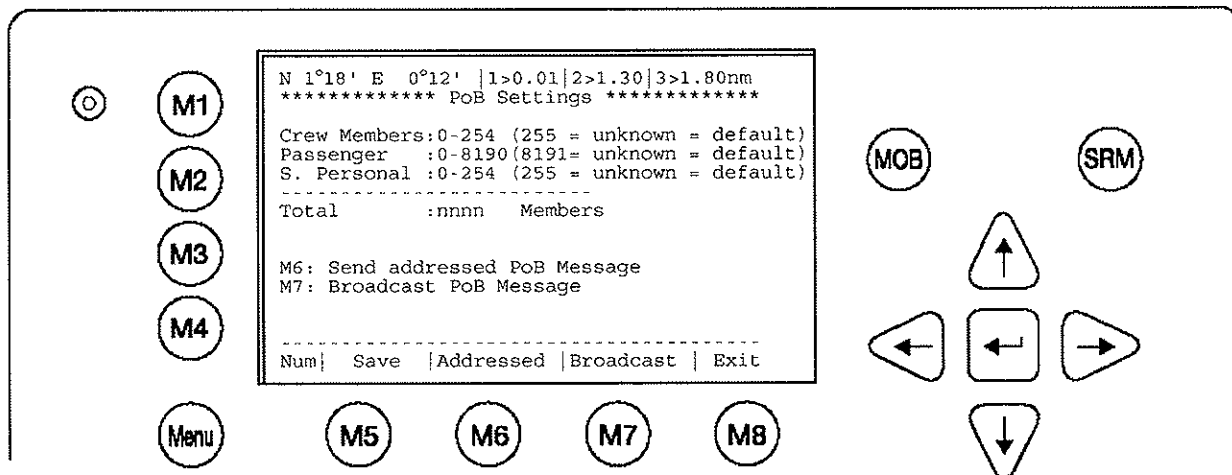 N 1°18' E  0°12' |1>0.01|2>1.30|3>1.80nm
************* PoB Settings *************
Crew Members:0-254 (255 = unknown = default)
Passenger   :0-8190(8191= unknown = default)
S. Personal :0-254 (255 = unknown = default)
---------------------------
Total       :nnnn   Members
M6: Send addressed PoB Message
M7: Broadcast PoB Message
----------------------------------------
Num|  Save  |Addressed |Broadcast | Exit
M1
M2
M3
M4
Menu
M5
M6
M7
M8
MOB
SRM